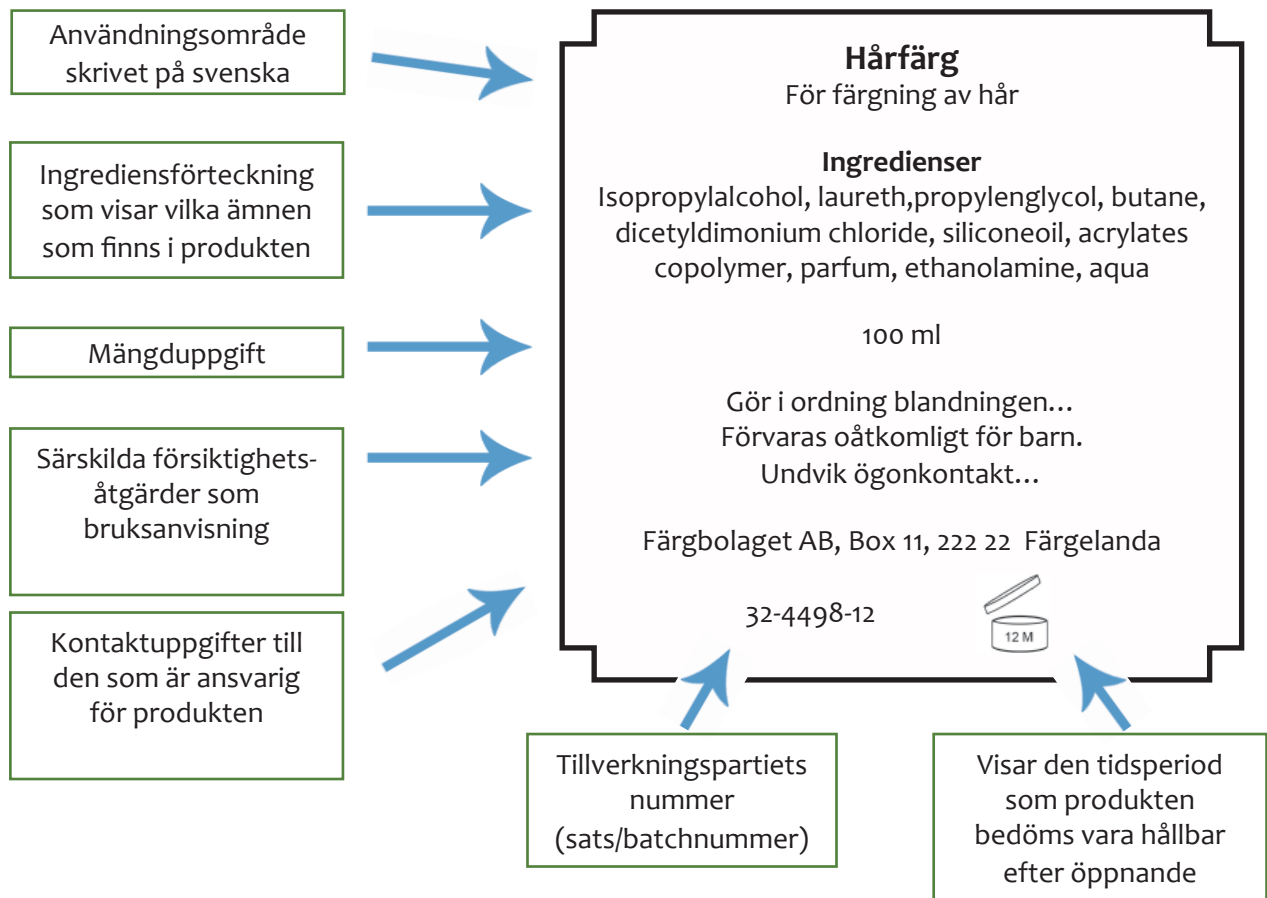 Användningsområde
skrivet på svenska
Ingrediensförteckning
som visar vilka ämnen
som finns i produkten
Mängduppgift
Särskilda försiktighets-
åtgärder som
bruksanvisning
Kontaktuppgifter till
den som är ansvarig
för produkten
Hårfärg
För färgning av hår
Ingredienser
Isopropylalcohol, laureth,propylenglycol, butane,
dicetyldimonium chloride, siliconeoil, acrylates
copolymer, parfum, ethanolamine, aqua
100 ml
Gör i ordning blandningen…
Förvaras oåtkomligt för barn.
Undvik ögonkontakt…
Färgbolaget AB, Box 11, 222 22 Färgelanda
32-4498-12
12 M
Tillverkningspartiets
nummer
(sats/batchnummer)
Visar den tidsperiod
som produkten
bedöms vara hållbar
efter öppnande